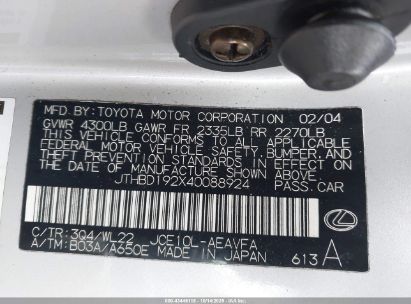 MFD. BY: TOYOTA MOTOR CORPORATION 02/04
GVWR 4300LB GAWR FR 2335LB RR 2270LB
THIS VEHICLE CONFORMS TO ALL APPLICABLE
FEDERAL MOTOR VEHICLE SAFETY, BUMPER, AND
THEFT PREVENTION STANDARDS IN EFFECT ON
THE DATE OF MANUFACTURE SHOWN ABOVE.
JTHBD192X40088924 PASS.CAR
C/TR: 3Q4/WL22 JCE10L-AEAVFA
A/TM: B03A/A650E MADE IN JAPAN 613 A